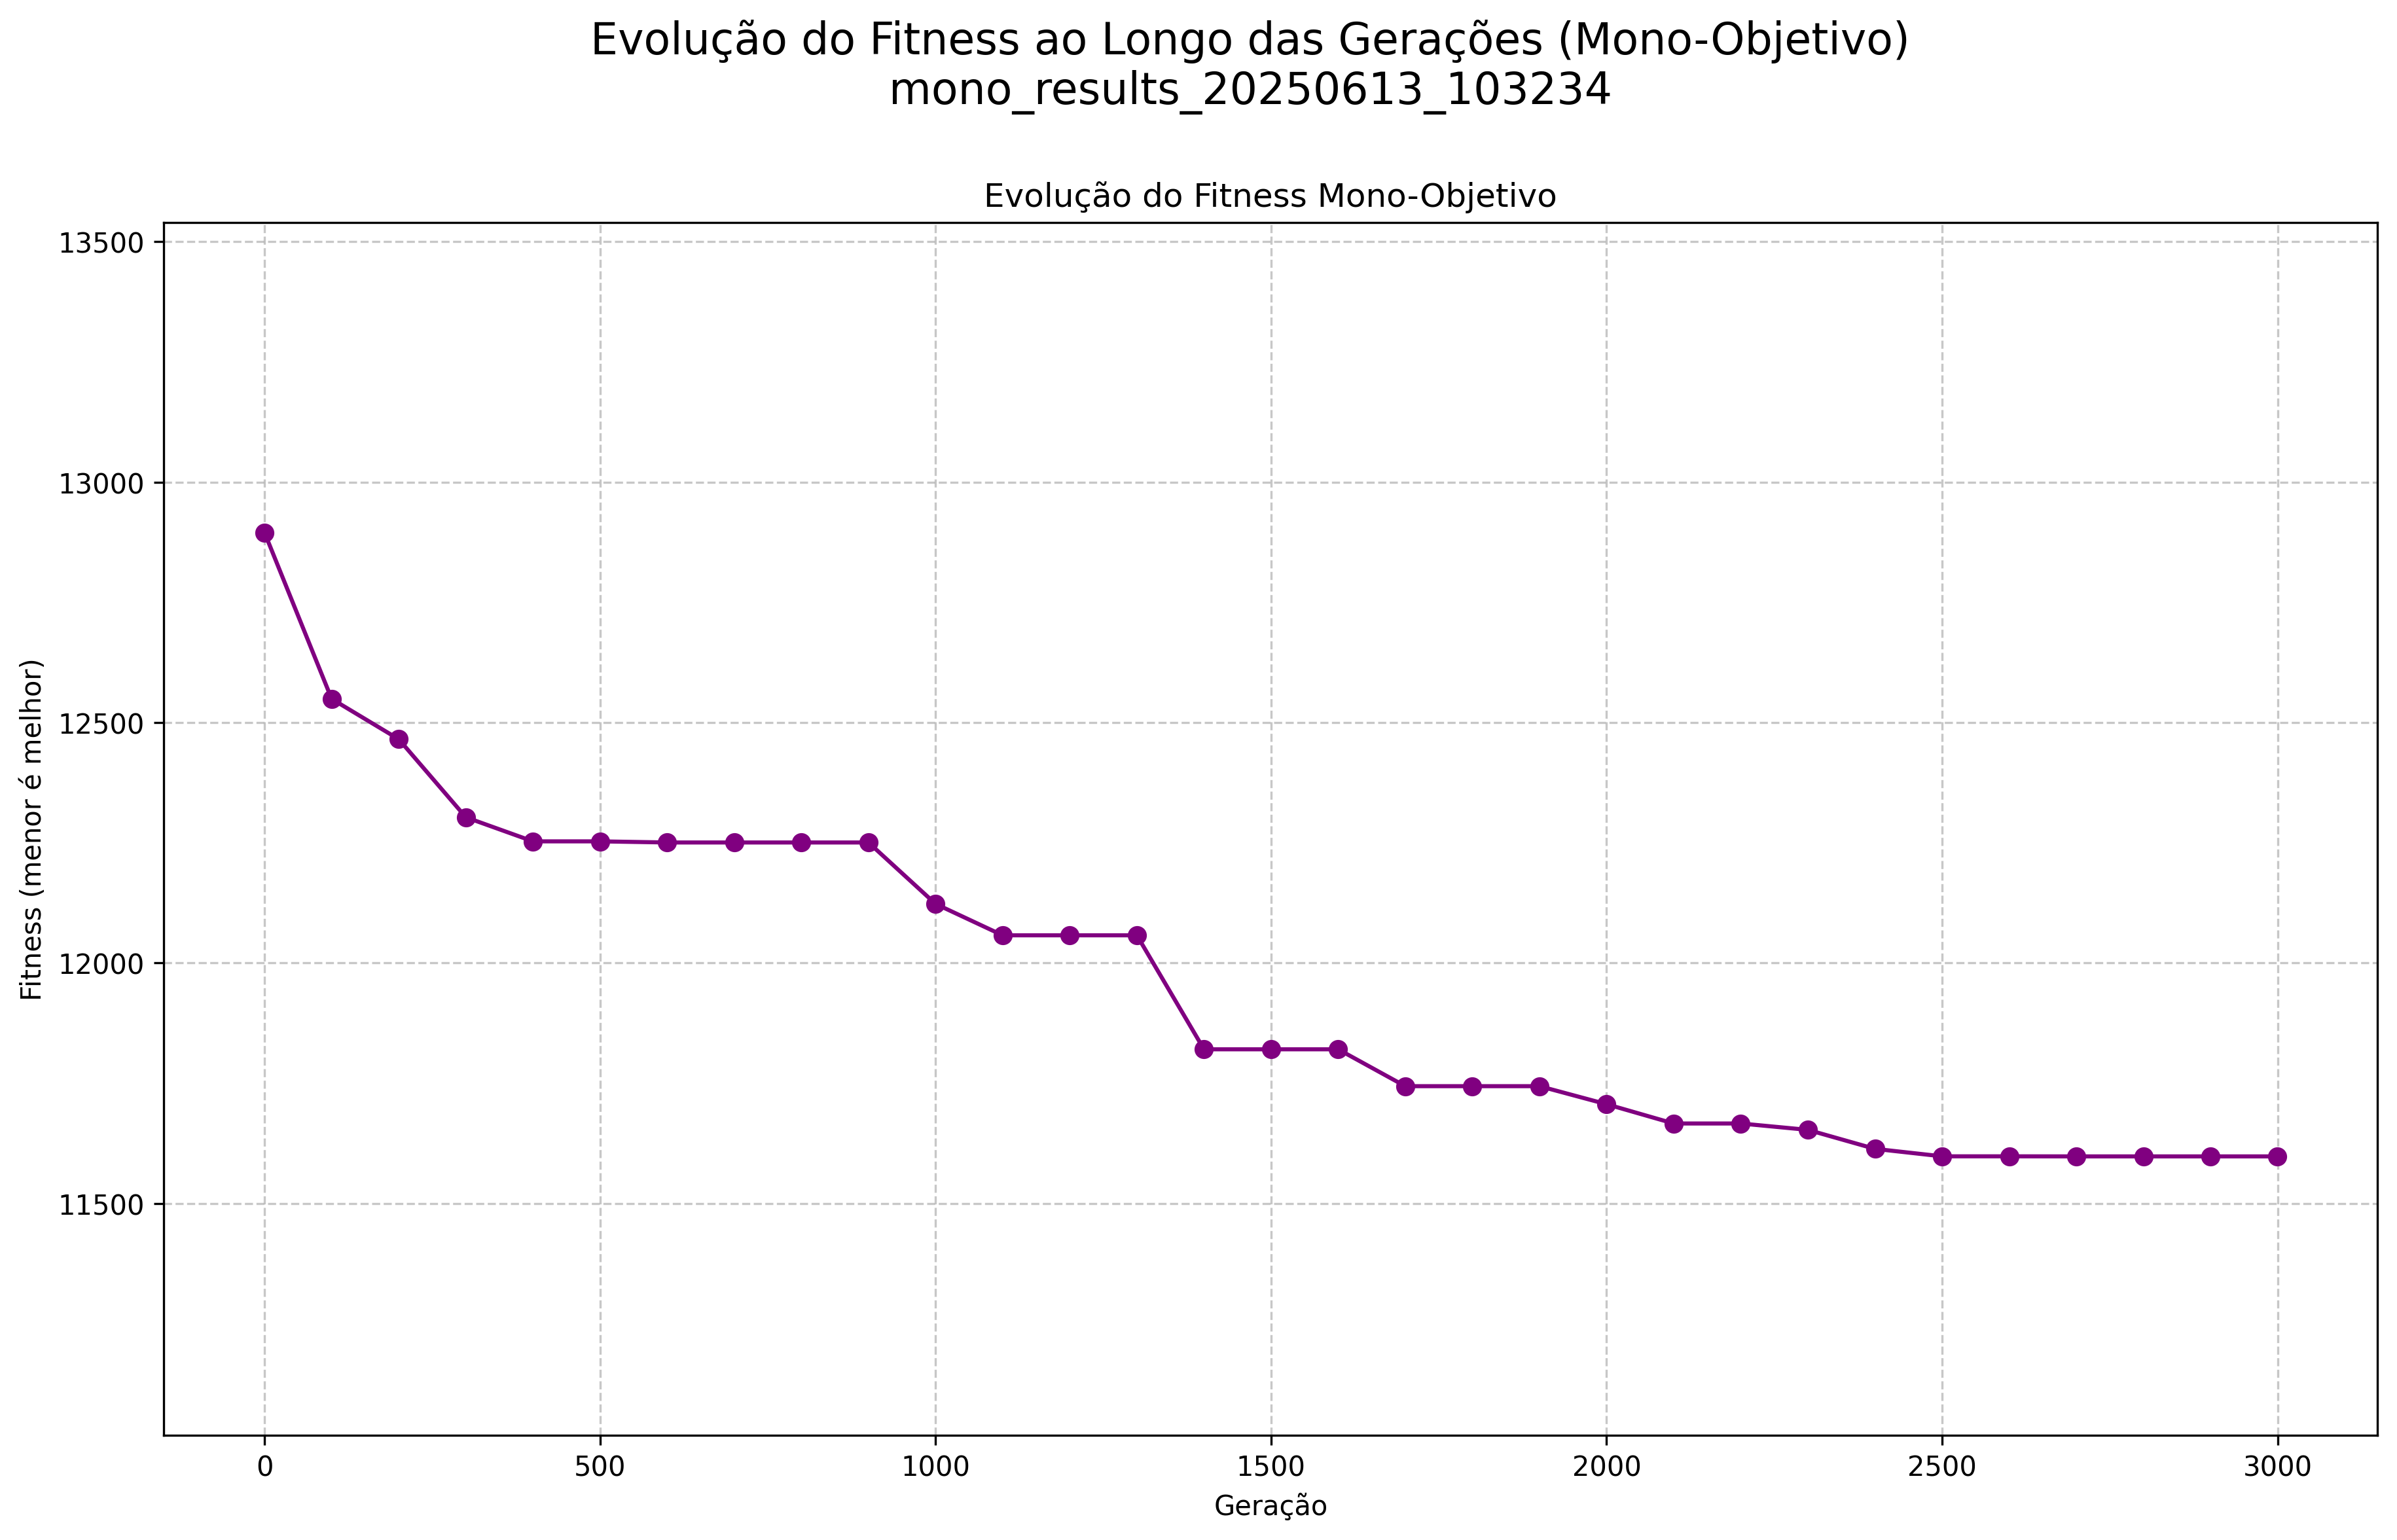 Evolução do Fitness ao Longo das Gerações (Mono-Objetivo)
mono_results_20250613_103234
Evolução do Fitness Mono-Objetivo
13500
13000
12500
12000
11500
Fitness (menor é melhor)
0 500 1000 1500 2000 2500 3000
Geração